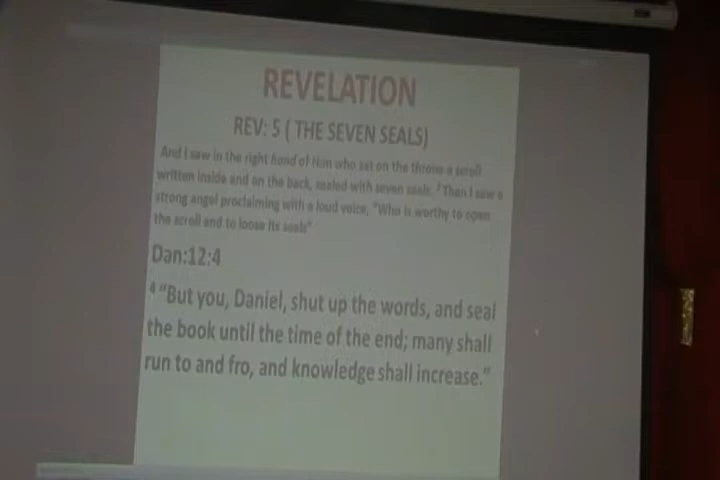 REVELATION
REV: 5 ( THE SEVEN SEALS)
And I saw in the right hand of Him who sat on the throne a scroll
written inside and on the back, sealed with seven seals. ²Then I saw a
strong angel proclaiming with a loud voice, "Who is worthy to open
the scroll and to loose its seals"
Dan:12:4
⁴ "But you, Daniel, shut up the words, and seal
the book until the time of the end; many shall
run to and fro, and knowledge shall increase."